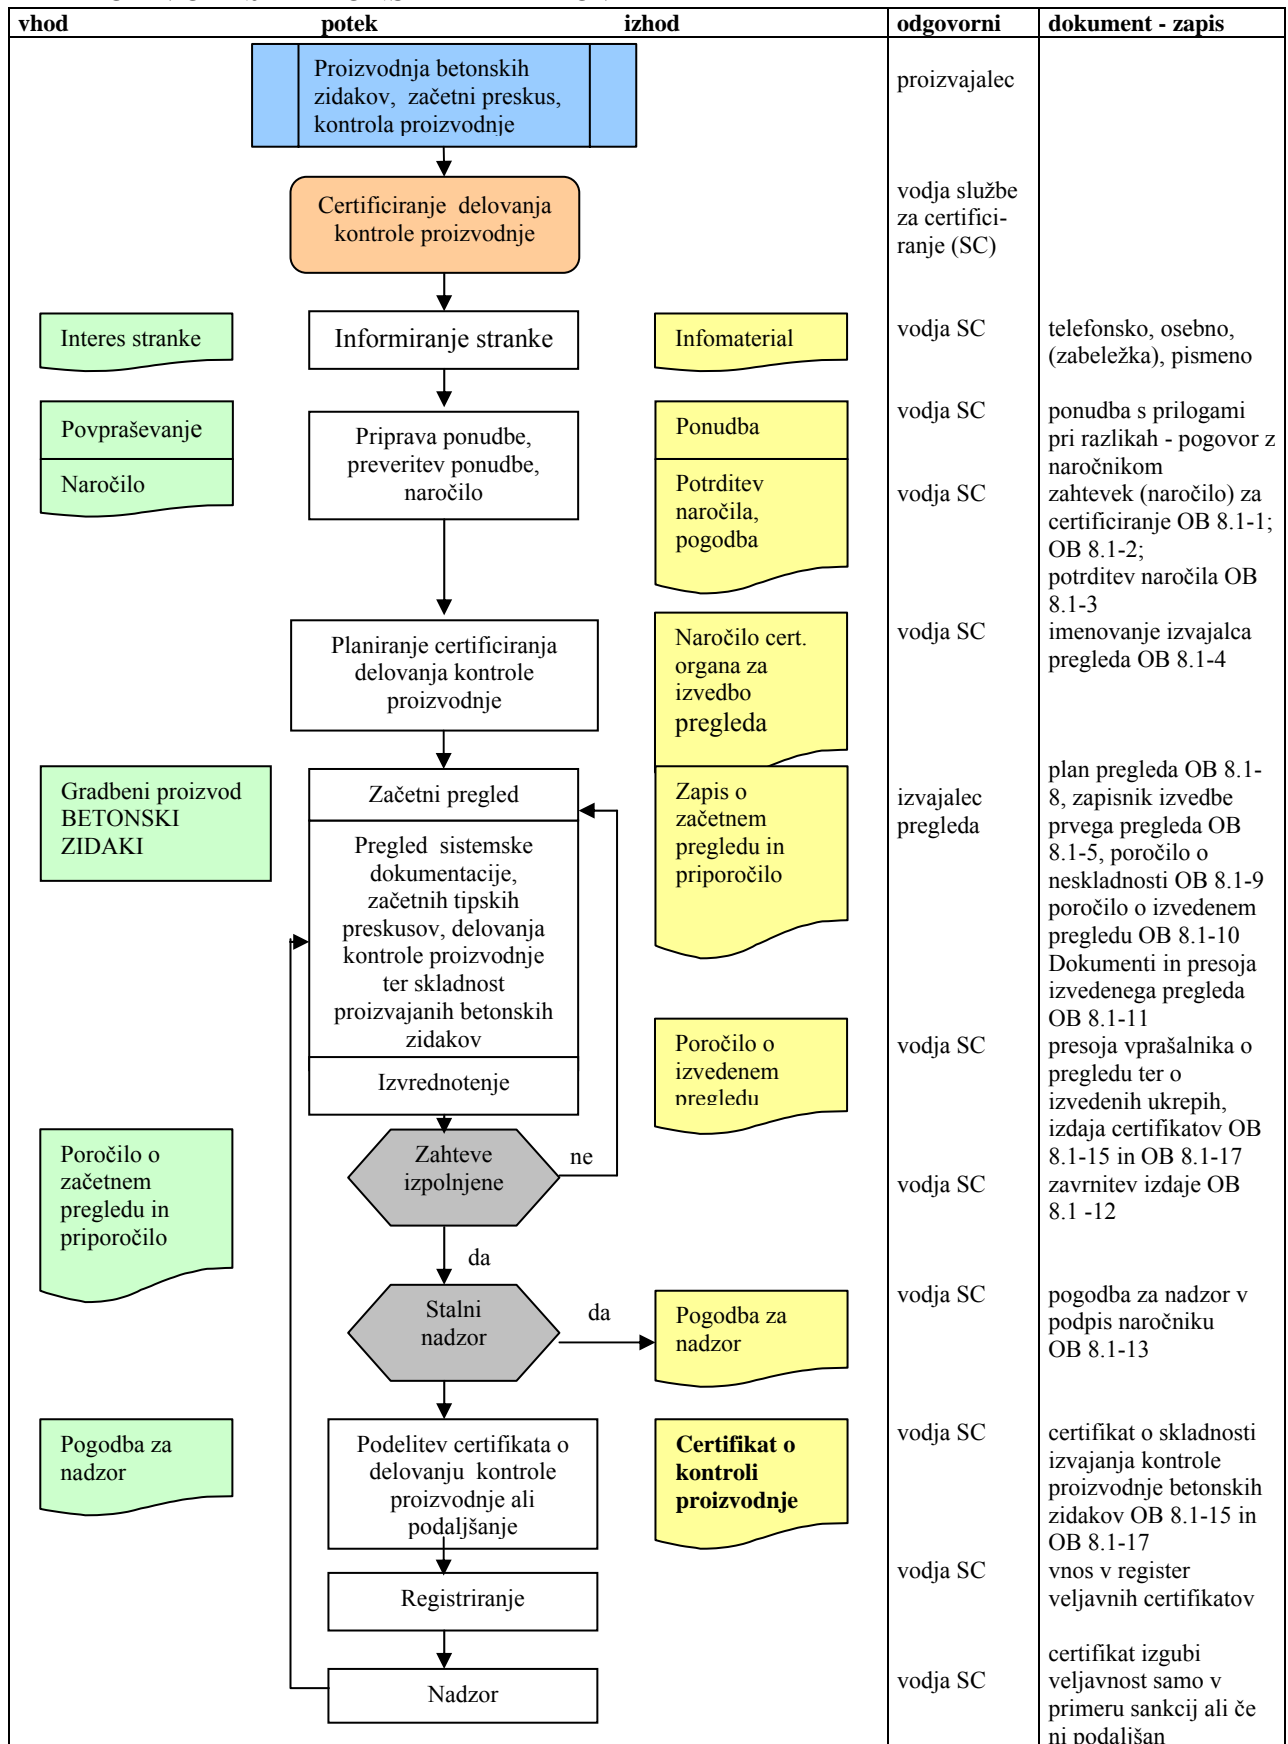 vhod potek izhod odgovorni dokument - zapis
Proizvodnja betonskih
zidakov, začetni preskus,
kontrola proizvodnje
proizvajalec
Certificiranje delovanja
kontrole proizvodnje
vodja službe
za certifici-
ranje (SC)
Interes stranke
Informiranje stranke
Infomaterial
vodja SC
telefonsko, osebno,
(zabeležka), pismeno
Povpraševanje
Naročilo
Priprava ponudbe,
preveritev ponudbe,
naročilo
Ponudba
Potrditev
naročila,
pogodba
vodja SC
vodja SC
ponudba s prilogami
pri razlikah - pogovor z
naročnikom
zahtevek (naročilo) za
certificiranje OB 8.1-1;
OB 8.1-2;
potrditev naročila OB
8.1-3
Planiranje certificiranja
delovanja kontrole
proizvodnje
Naročilo cert.
organa za
izvedbo
pregleda
vodja SC
imenovanje izvajalca
pregleda OB 8.1-4
Gradbeni proizvod
BETONSKI
ZIDAKI
Začetni pregled
Pregled sistemske
dokumentacije,
začetnih tipskih
preskusov, delovanja
kontrole proizvodnje
ter skladnost
proizvajanih betonskih
zidakov
Izvrednotenje
Zapis o
začetnem
pregledu in
priporočilo
izvajalec
pregleda
plan pregleda OB 8.1-
8, zapisnik izvedbe
prvega pregleda OB
8.1-5, poročilo o
neskladnosti OB 8.1-9
poročilo o izvedenem
pregledu OB 8.1-10
Dokumenti in presoja
izvedenega pregleda
OB 8.1-11
Poročilo o
izvedenem
pregledu
vodja SC
presoja vprašalnika o
pregledu ter o
izvedenih ukrepih,
izdaja certifikatov OB
8.1-15 in OB 8.1-17
Poročilo o
začetnem
pregledu in
priporočilo
Zahteve
izpolnjene
ne
da
vodja SC
zavrnitev izdaje OB
8.1 -12
Stalni
nadzor
da
Pogodba za
nadzor
vodja SC
pogodba za nadzor v
podpis naročniku
OB 8.1-13
Pogodba za
nadzor
Podelitev certifikata o
delovanju kontrole
proizvodnje ali
podaljšanje
Certifikat o
kontroli
proizvodnje
vodja SC
certifikat o skladnosti
izvajanja kontrole
proizvodnje betonskih
zidakov OB 8.1-15 in
OB 8.1-17
Registriranje
vodja SC
vnos v register
veljavnih certifikatov
Nadzor
vodja SC
certifikat izgubi
veljavnost samo v
primeru sankcij ali če
ni podaljšan